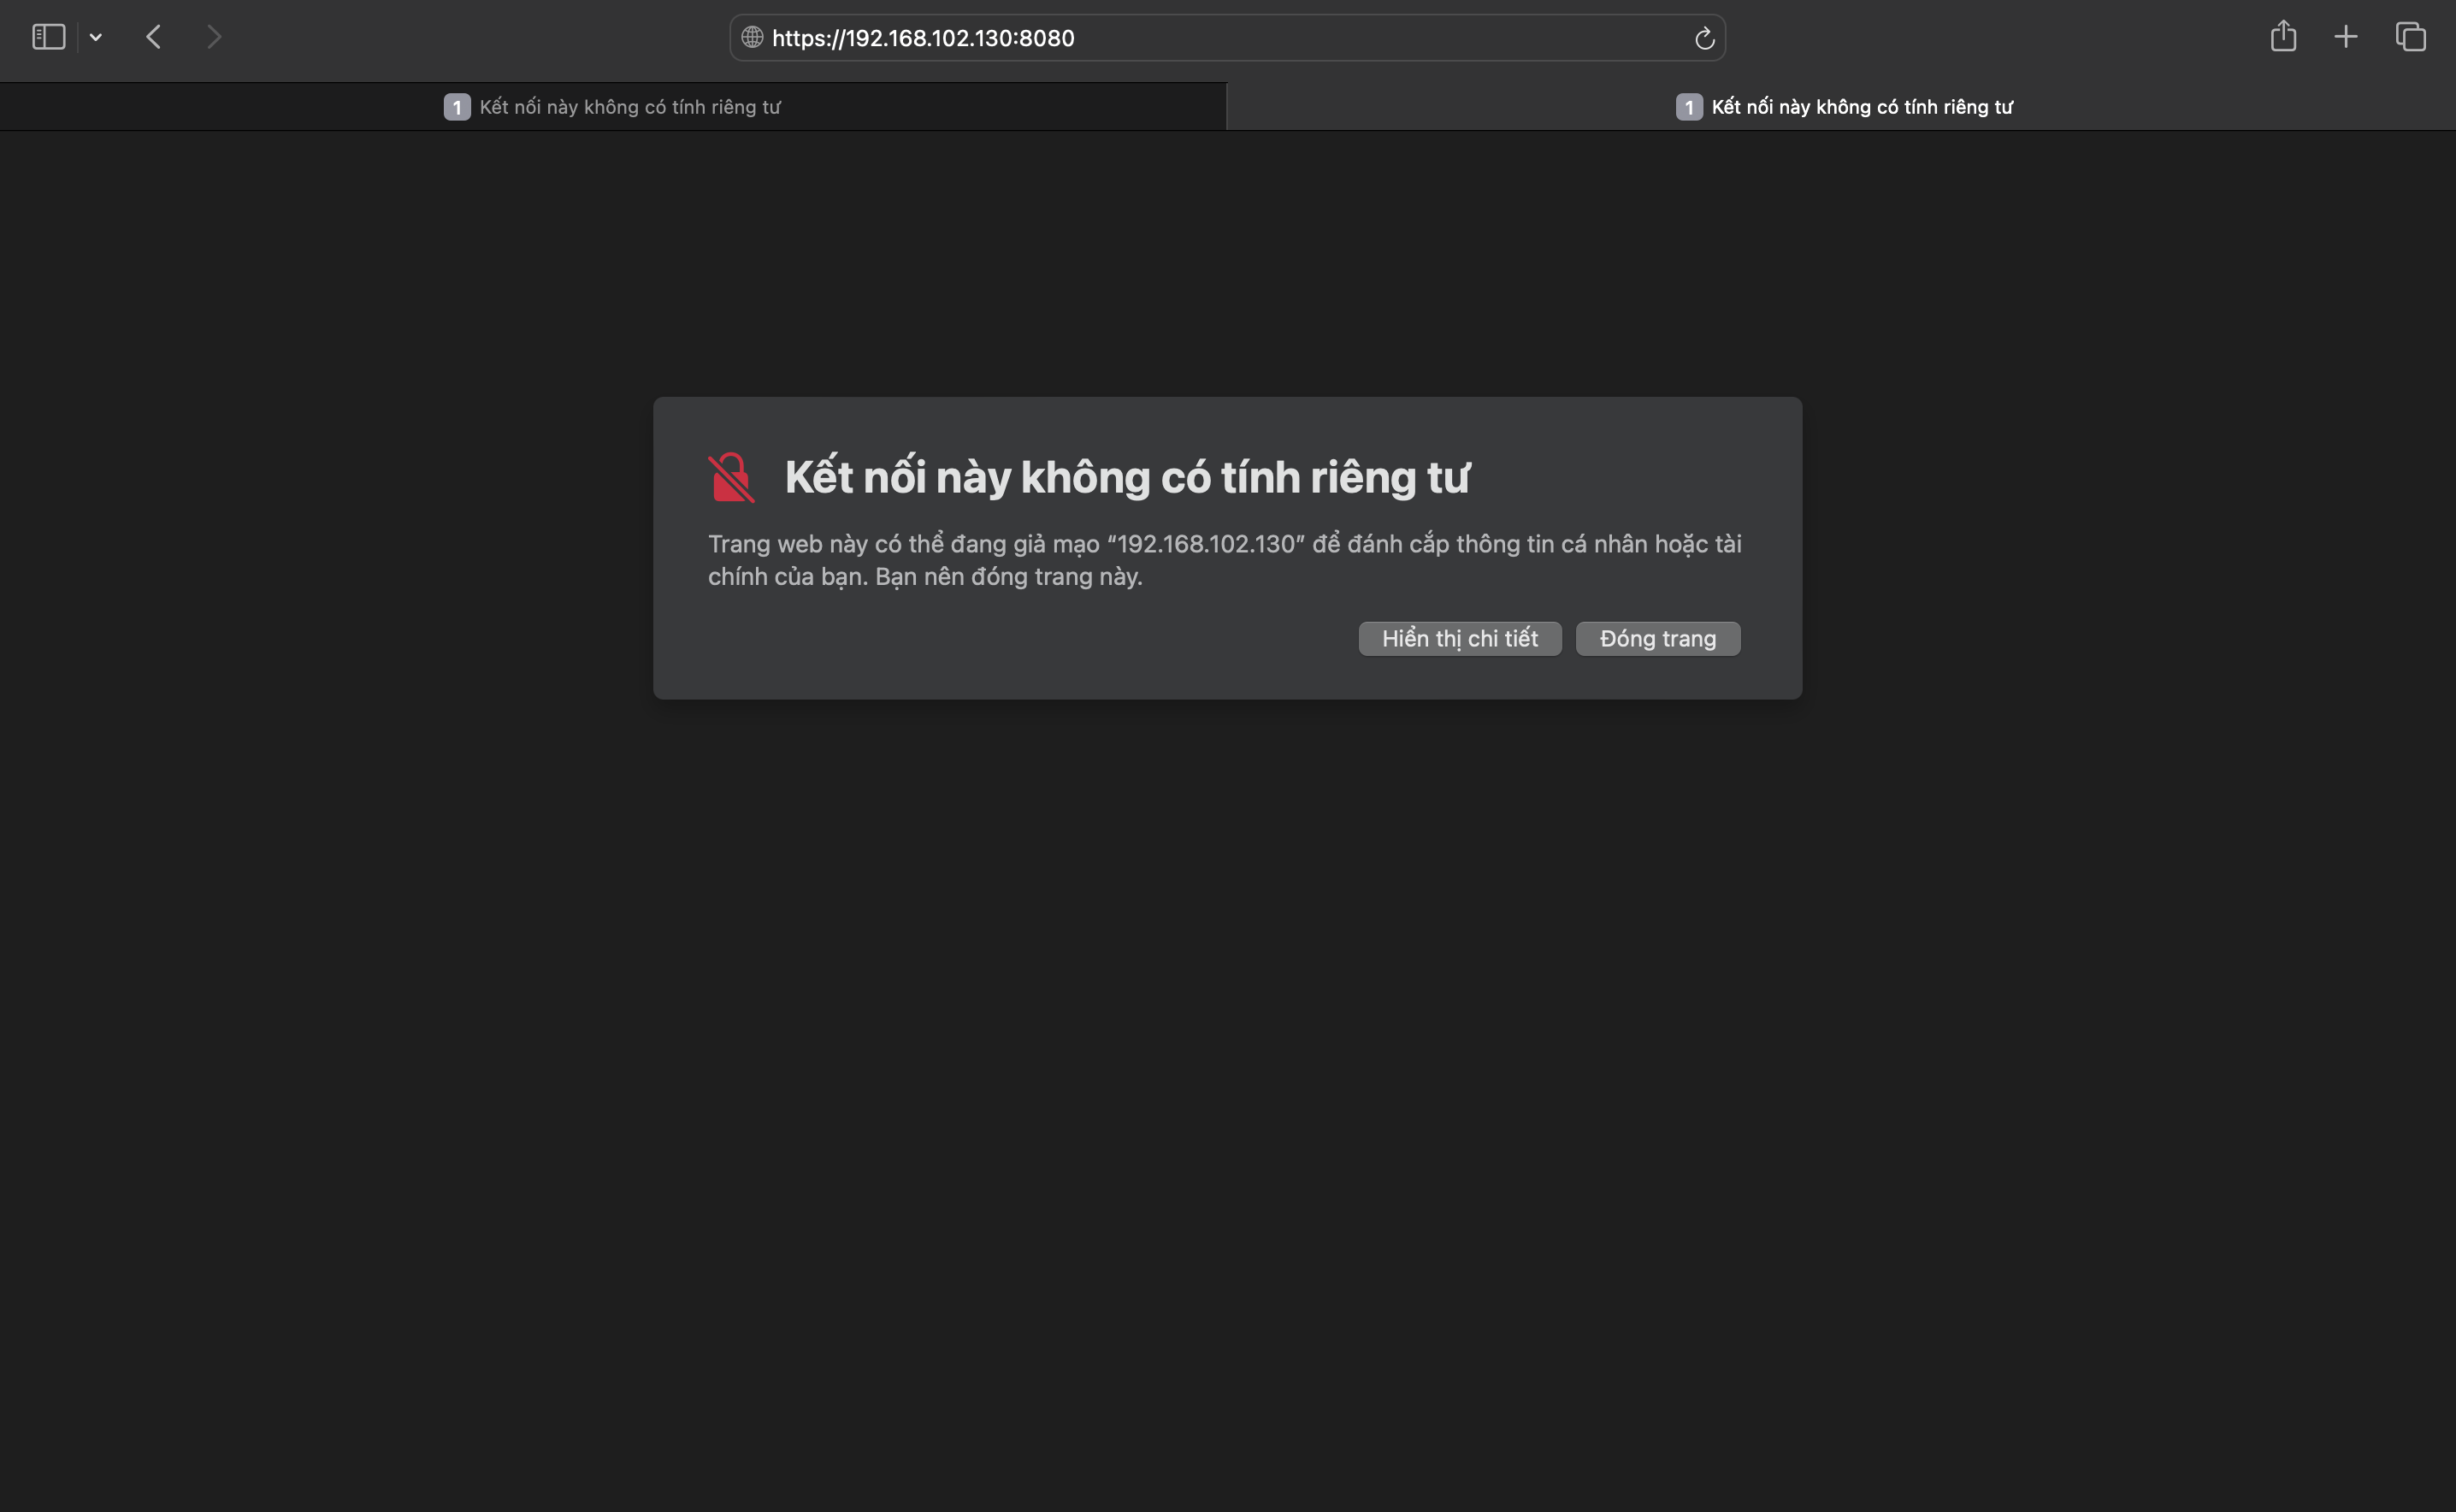 https://192.168.102.130:8080
1 Kết nối này không có tính riêng tư
1 Kết nối này không có tính riêng tư
Kết nối này không có tính riêng tư
Trang web này có thể đang giả mạo “192.168.102.130” để đánh cắp thông tin cá nhân hoặc tài
chính của bạn. Bạn nên đóng trang này.
Hiển thị chi tiết
Đóng trang